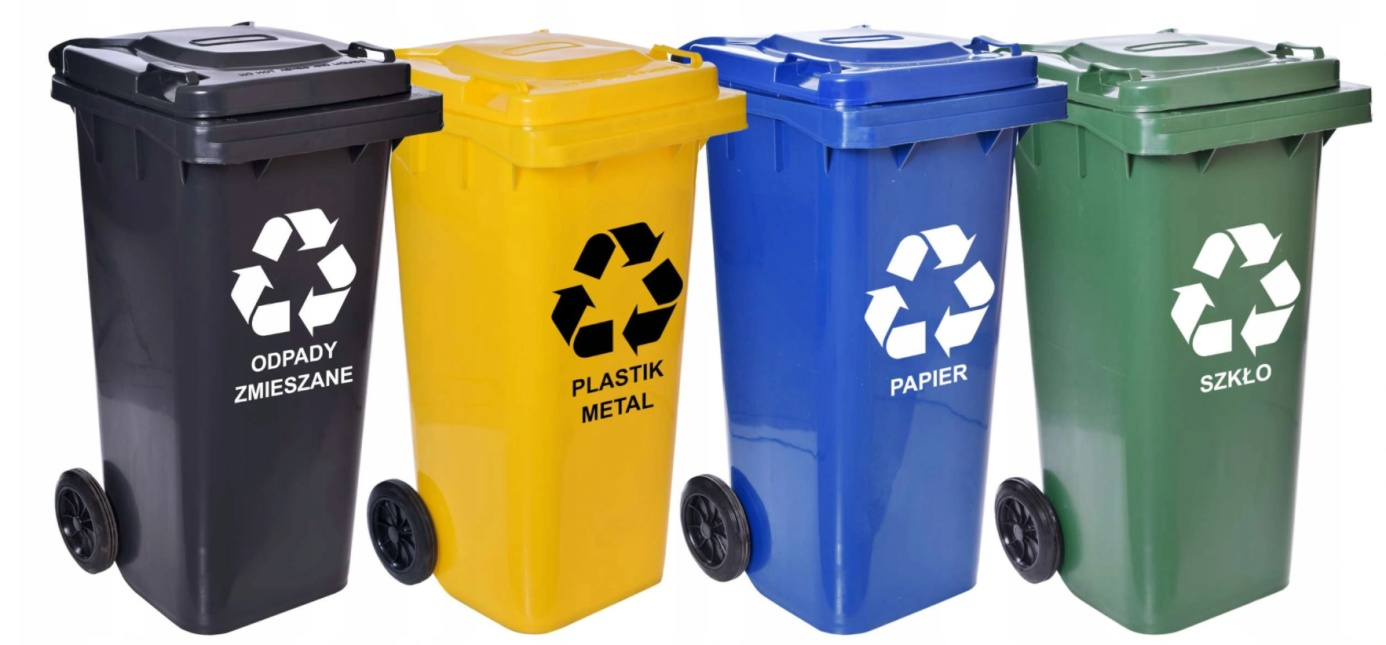 ODPADY
ZMIESZANE
PLASTIK
METAL
PAPIER
SZKŁO